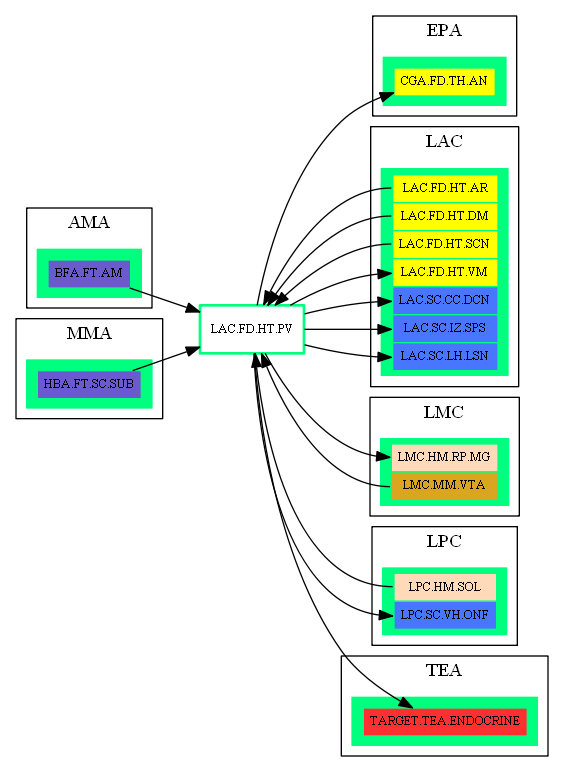 EPA
CGA.FD.TH.AN
LAC
LAC.FD.HT.AR
LAC.FD.HT.DM
LAC.FD.HT.SCN
LAC.FD.HT.VM
LAC.SC.CC.DCN
LAC.SC.IZ.SPS
LAC.SC.LH.LSN
AMA
BFA.FT.AM
MMA
HBA.FT.SC.SUB
LAC.FD.HT.PV
LMC
LMC.HM.RP.MG
LMC.MM.VTA
LPC
LPC.HM.SOL
LPC.SC.VH.ONF
TEA
TARGET.TEA.ENDOCRINE